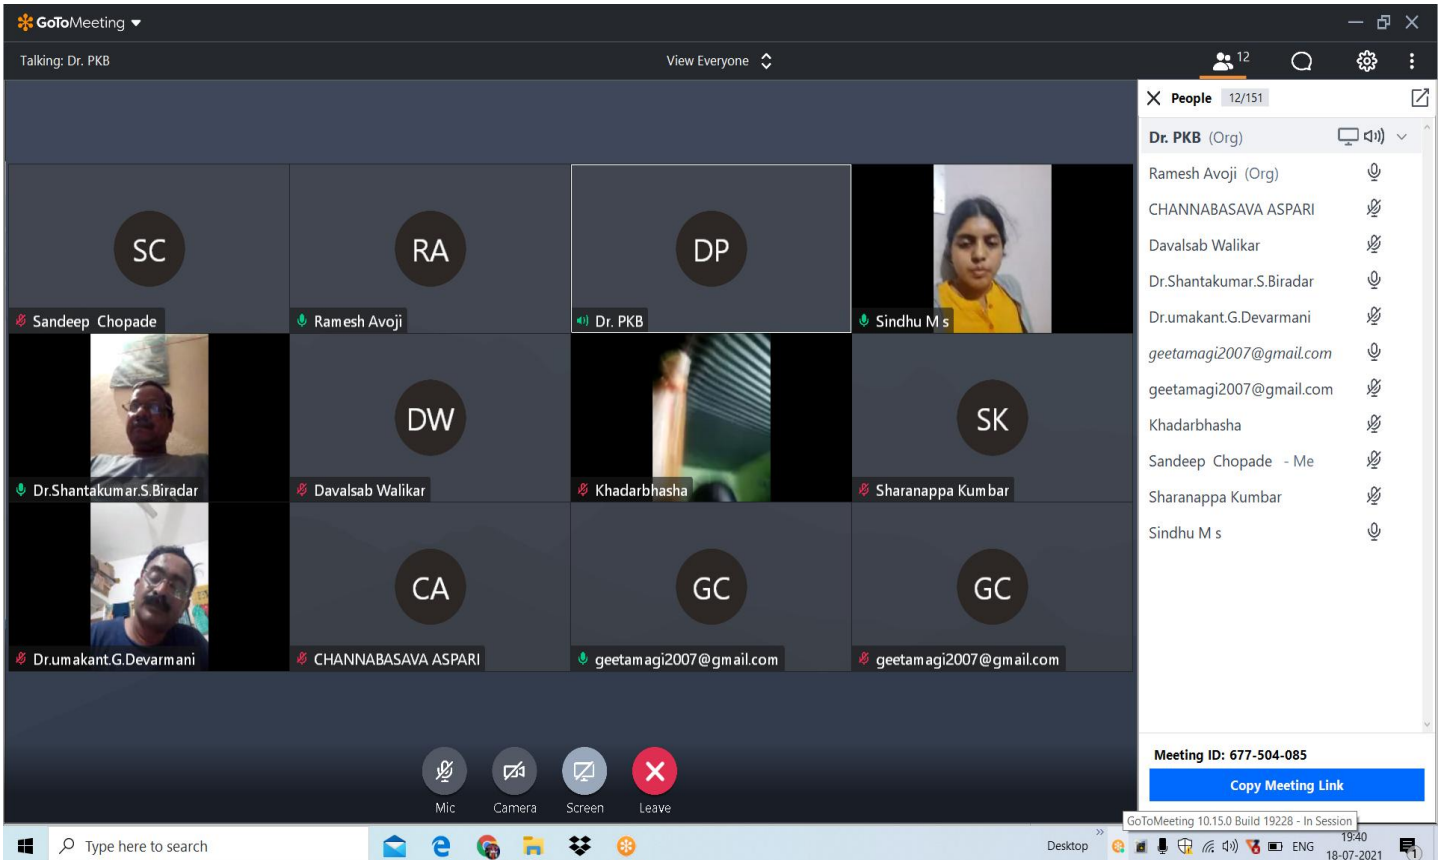 GoToMeeting
Talking: Dr. PKB
View Everyone
12
People 12/151
Dr. PKB (Org)
Ramesh Avoji (Org)
CHANNABASAVA ASPARI
Davalsab Walikar
Dr.Shantakumar.S.Biradar
Dr.umakant.G.Devarmani
geetamagi2007@gmail.com
geetamagi2007@gmail.com
Khadarbhasha
Sandeep Chopade - Me
Sharanappa Kumbar
Sindhu M s
SC
RA
DP
Sandeep Chopade
Ramesh Avoji
Dr. PKB
Sindhu M s
DW
SK
Dr.Shantakumar.S.Biradar
Davalsab Walikar
Khadarbhasha
Sharanappa Kumbar
CA
GC
GC
Dr.umakant.G.Devarmani
CHANNABASAVA ASPARI
geetamagi2007@gmail.com
geetamagi2007@gmail.com
Mic
Camera
Screen
Leave
Meeting ID: 677-504-085
Copy Meeting Link
GoToMeeting 10.15.0 Build 19228 - In Session
Type here to search
Desktop
ENG
19:40
18-07-2021
1